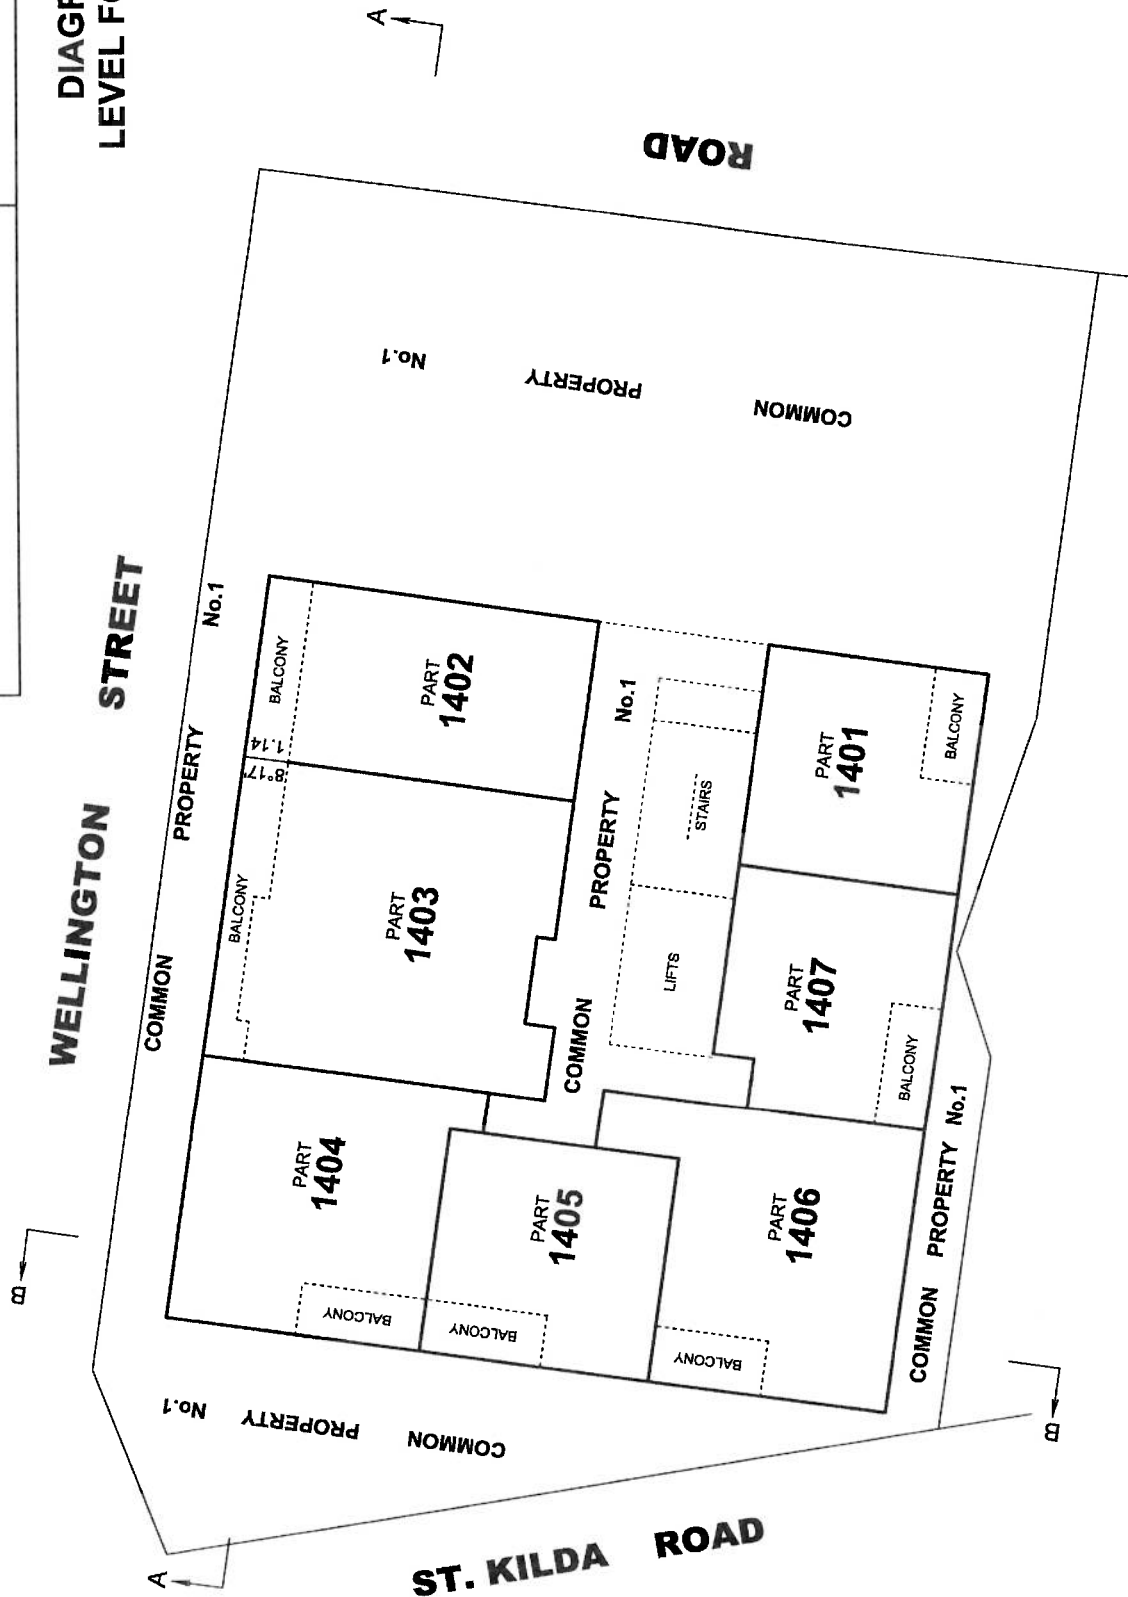 DIAGR
LEVEL FO
A
ROAD
WELLINGTON STREET
COMMON PROPERTY No.1
COMMON PROPERTY No.1
BALCONY
PART
1402
1.14
8°17'
BALCONY
PART
1403
COMMON PROPERTY No.1
STAIRS
LIFTS
PART
1401
BALCONY
PART
1407
BALCONY
PART
1404
BALCONY
PART
1405
BALCONY
PART
1406
BALCONY
COMMON PROPERTY No.1
COMMON PROPERTY No.1
B
B
A
ST. KILDA ROAD